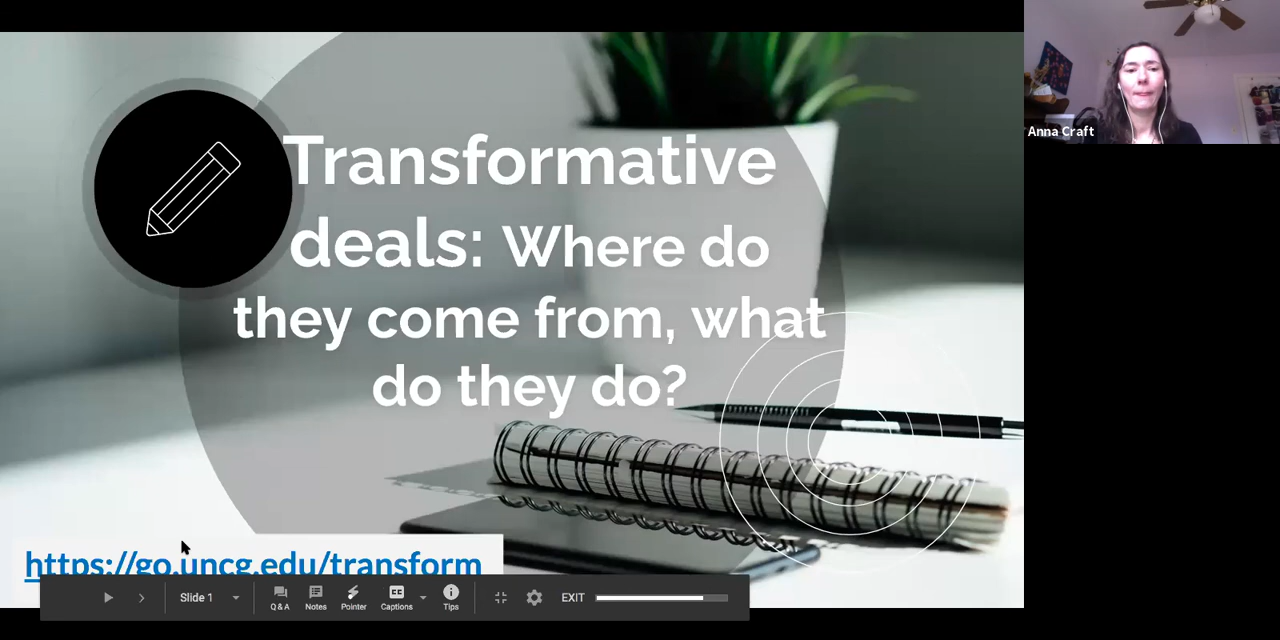 Transformative
deals: Where do
they come from, what
do they do?
https://go.uncg.edu/transform
Slide 1
Q & A
Notes
Pointer
CC
Captions
Tips
EXIT
Anna Craft